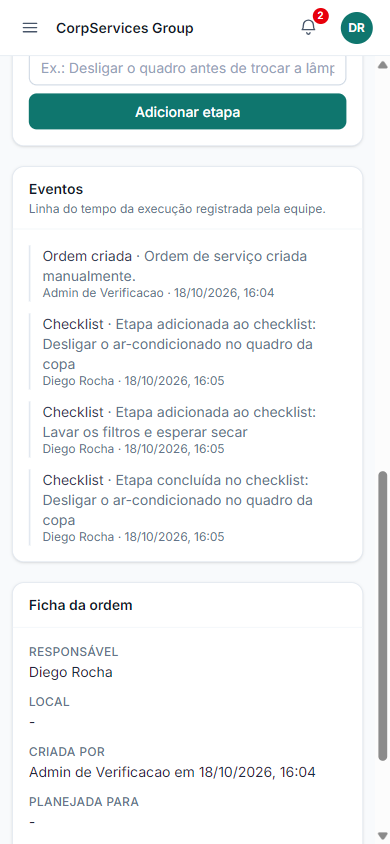 CorpServices Group
2
DR
Ex.: Desligar o quadro antes de trocar a lâmp
Adicionar etapa
Eventos
Linha do tempo da execução registrada pela equipe.
Ordem criada · Ordem de serviço criada
manualmente.
Admin de Verificacao · 18/10/2026, 16:04
Checklist · Etapa adicionada ao checklist:
Desligar o ar-condicionado no quadro da
copa
Diego Rocha · 18/10/2026, 16:05
Checklist · Etapa adicionada ao checklist:
Lavar os filtros e esperar secar
Diego Rocha · 18/10/2026, 16:05
Checklist · Etapa concluída no checklist:
Desligar o ar-condicionado no quadro da
copa
Diego Rocha · 18/10/2026, 16:05
Ficha da ordem
RESPONSÁVEL
Diego Rocha
LOCAL
-
CRIADA POR
Admin de Verificacao em 18/10/2026, 16:04
PLANEJADA PARA
-